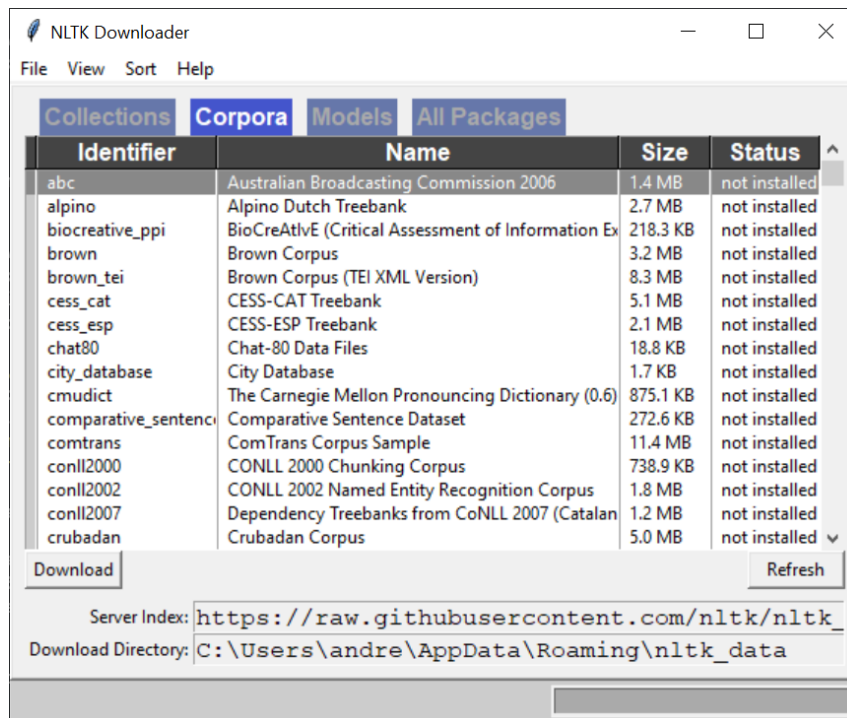 NLTK Downloader
File View Sort Help
Collections Corpora Models All Packages
Identifier Name Size Status
abc Australian Broadcasting Commission 2006 1.4 MB not installed
alpino Alpino Dutch Treebank 2.7 MB not installed
biocreative_ppi BioCreAtIvE (Critical Assessment of Information Ex 218.3 KB not installed
brown Brown Corpus 3.2 MB not installed
brown_tei Brown Corpus (TEI XML Version) 8.3 MB not installed
cess_cat CESS-CAT Treebank 5.1 MB not installed
cess_esp CESS-ESP Treebank 2.1 MB not installed
chat80 Chat-80 Data Files 18.8 KB not installed
city_database City Database 1.7 KB not installed
cmudict The Carnegie Mellon Pronouncing Dictionary (0.6) 875.1 KB not installed
comparative_sentenc Comparative Sentence Dataset 272.6 KB not installed
comtrans ComTrans Corpus Sample 11.4 MB not installed
conll2000 CONLL 2000 Chunking Corpus 738.9 KB not installed
conll2002 CONLL 2002 Named Entity Recognition Corpus 1.8 MB not installed
conll2007 Dependency Treebanks from CoNLL 2007 (Catalan 1.2 MB not installed
crubadan Crubadan Corpus 5.0 MB not installed
Download Refresh
Server Index: https://raw.githubusercontent.com/nltk/nltk_
Download Directory: C:\Users\andre\AppData\Roaming\nltk_data